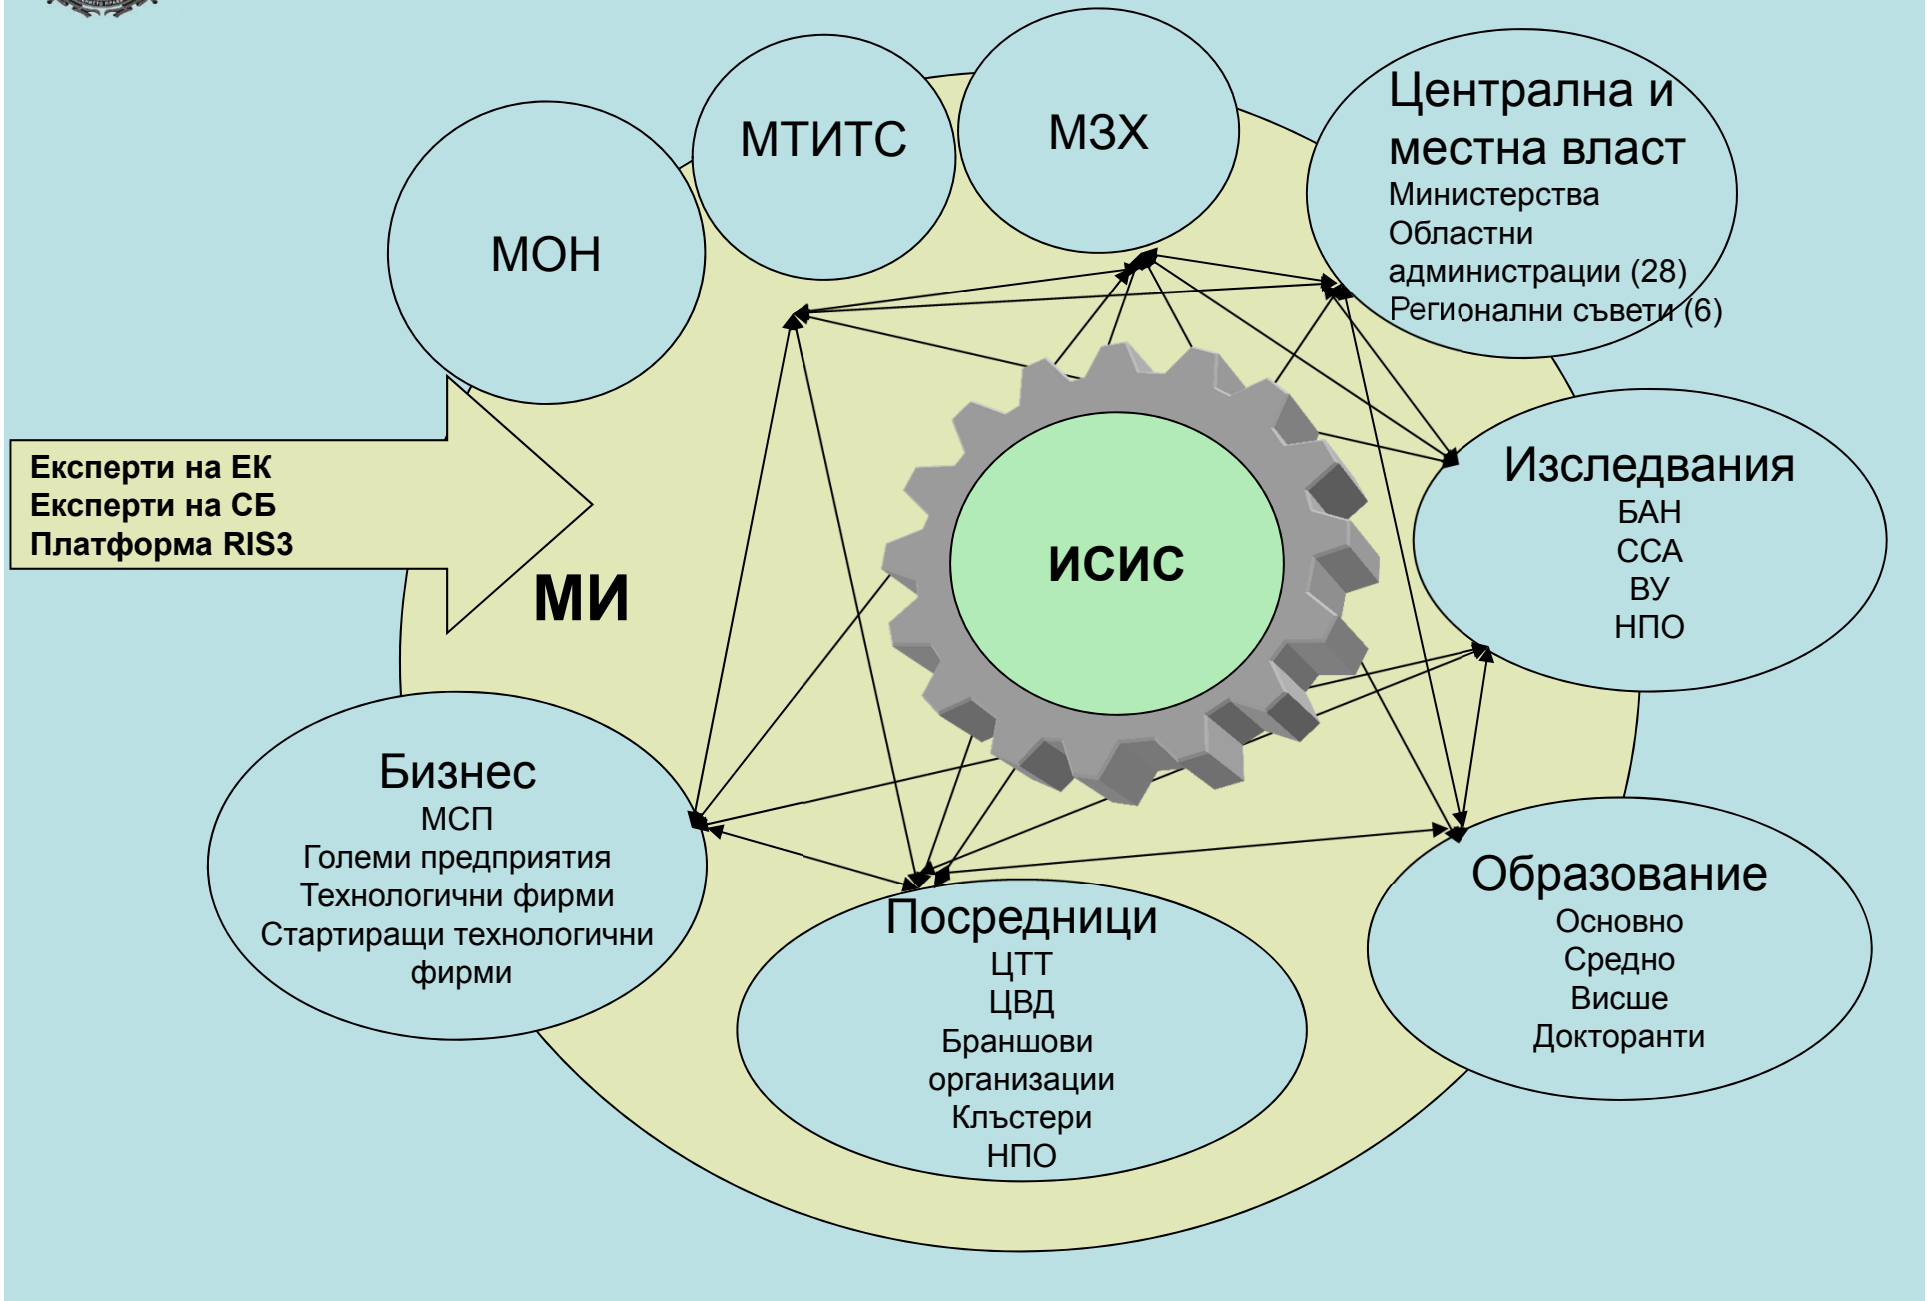 МОН
МТИТС
МЗХ
Централна и
местна власт
Министерства
Областни
администрации (28)
Регионални съвети (6)
Експерти на ЕК
Експерти на СБ
Платформа RIS3
МИ
ИСИС
Изследвания
БАН
ССА
ВУ
НПО
Бизнес
МСП
Големи предприятия
Технологични фирми
Стартиращи технологични
фирми
Посредници
ЦТТ
ЦВД
Браншови
организации
Клъстери
НПО
Образование
Основно
Средно
Висше
Докторанти